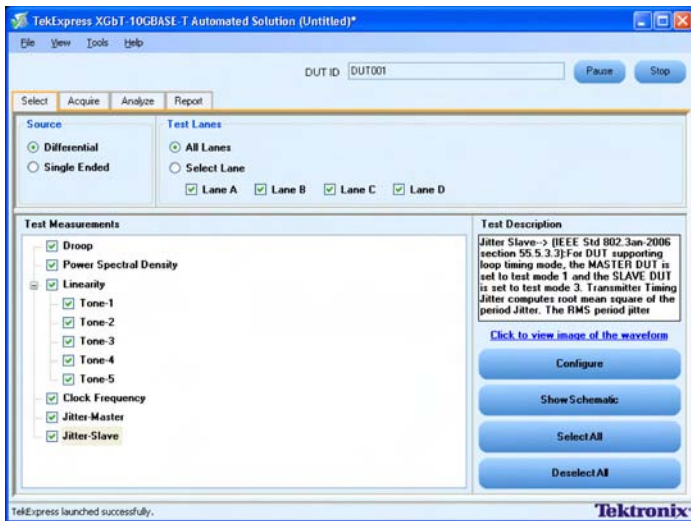 TekExpress XGbT-10GBASE-T Automated Solution (Untitled)*
File View Tools Help
DUT ID DUT001 Pause Stop
Select Acquire Analyze Report
Source
Differential
Single Ended
Test Lanes
All Lanes
Select Lane
Lane A Lane B Lane C Lane D
Test Measurements
Droop
Power Spectral Density
Linearity
Tone-1
Tone-2
Tone-3
Tone-4
Tone-5
Clock Frequency
Jitter-Master
Jitter-Slave
Test Description
Jitter Slave--> (IEEE Std 802.3an-2006
section 55.5.3.3):For DUT supporting
loop timing mode, the MASTER DUT is
set to test mode 1 and the SLAVE DUT
is set to test mode 3. Transmitter Timing
Jitter computes root mean square of the
period Jitter. The RMS period jitter
Click to view image of the waveform
Configure
Show Schematic
Select All
Deselect All
TekExpress launched successfully.
Tektronix